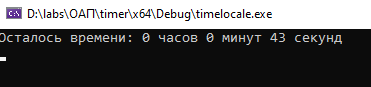 D:\labs\ОАП\timer\x64\Debug\timelocale.exe
Осталось времени: 0 часов 0 минут 43 секунд